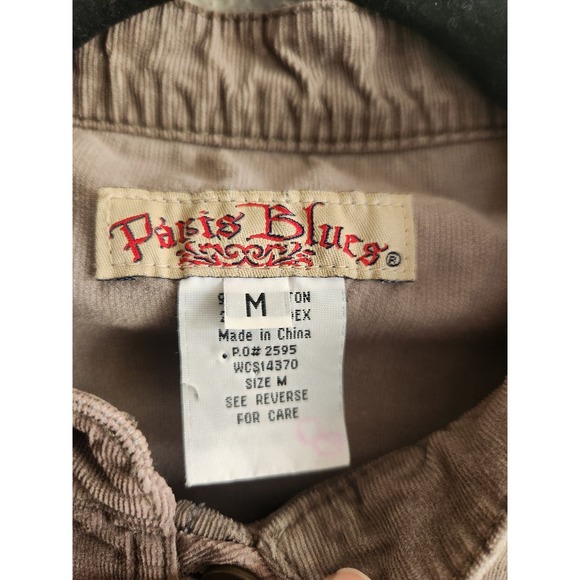 Paris Blues®
M
Made in China
P.O# 2595
WCS14370
SIZE M
SEE REVERSE
FOR CARE